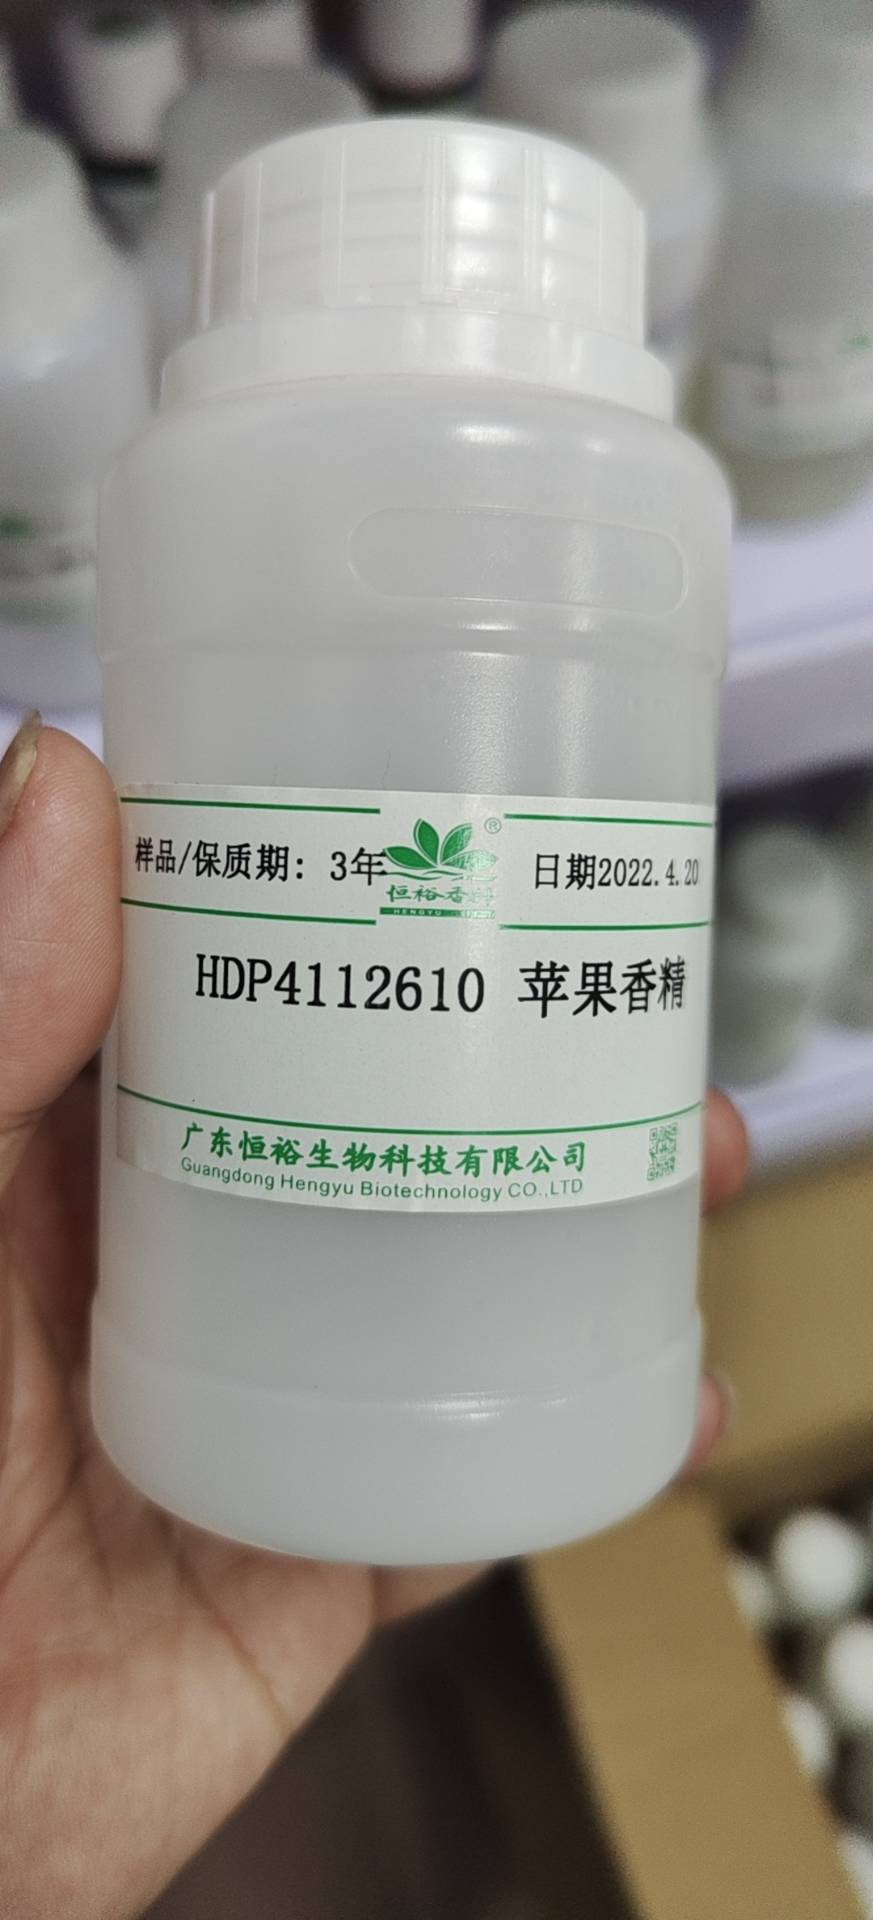 样品/保质期: 3年
®
恒裕香料
HENGYU
日期2022.4.20
HDP4112610 苹果香精
广东恒裕生物科技有限公司
Guangdong Hengyu Biotechnology CO.,LTD